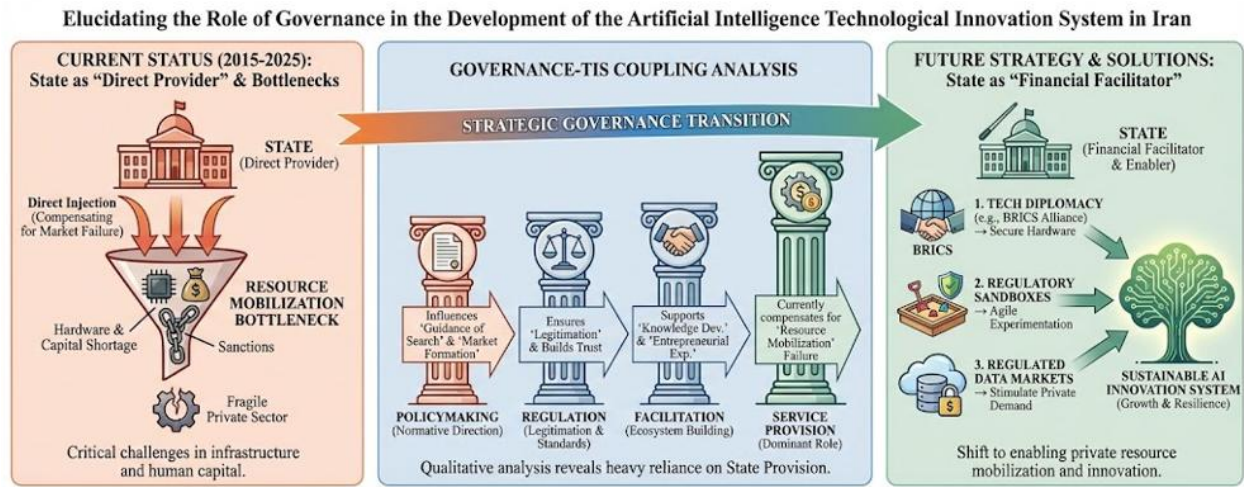 Elucidating the Role of Governance in the Development of the Artificial Intelligence Technological Innovation System in Iran
CURRENT STATUS (2015-2025):
State as “Direct Provider” & Bottlenecks
STATE
(Direct Provider)
Direct Injection
(Compensating
for Market Failure)
RESOURCE
MOBILIZATION
BOTTLENECK
Hardware &
Capital Shortage
Sanctions
Fragile
Private Sector
Critical challenges in infrastructure
and human capital.
GOVERNANCE-TIS COUPLING ANALYSIS
STRATEGIC GOVERNANCE TRANSITION
Influences
‘Guidance of
Search’ & ‘Market
Formation’
POLICYMAKING
(Normative Direction)
Ensures
‘Legitimation’
& Builds Trust
REGULATION
(Legitimation &
Standards)
Supports
‘Knowledge Dev.’
& ‘Entrepreneurial
Exp.’
FACILITATION
(Ecosystem Building)
Currently
compensates for
‘Resource
Mobilization’
Failure
SERVICE
PROVISION
(Dominant Role)
Qualitative analysis reveals heavy reliance on State Provision.
FUTURE STRATEGY & SOLUTIONS:
State as “Financial Facilitator”
STATE
(Financial Facilitator
& Enabler)
BRICS
1. TECH DIPLOMACY
(e.g., BRICS Alliance)
→ Secure Hardware
2. REGULATORY
SANDBOXES
→ Agile
Experimentation
3. REGULATED
DATA MARKETS
→ Stimulate Private
Demand
SUSTAINABLE AI
INNOVATION SYSTEM
(Growth & Resilience)
Shift to enabling private resource
mobilization and innovation.